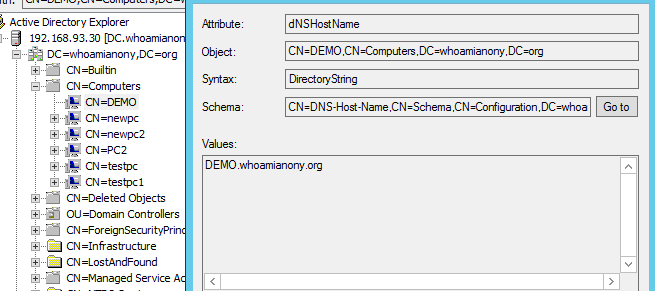 CN=DEMO,CN=Computers,DC=w
Active Directory Explorer
192.168.93.30 [DC.whoamianony
DC=whoamianony,DC=org
CN=Builtin
CN=Computers
CN=DEMO
CN=newpc
CN=newpc2
CN=PC2
CN=testpc
CN=testpc1
CN=Deleted Objects
OU=Domain Controllers
CN=ForeignSecurityPrinc
CN=Infrastructure
CN=LostAndFound
CN=Managed Service Ac
Attribute: dNSHostName
Object: CN=DEMO,CN=Computers,DC=whoamianony,DC=org
Syntax: DirectoryString
Schema: CN=DNS-Host-Name,CN=Schema,CN=Configuration,DC=whoa Go to
Values:
DEMO.whoamianony.org